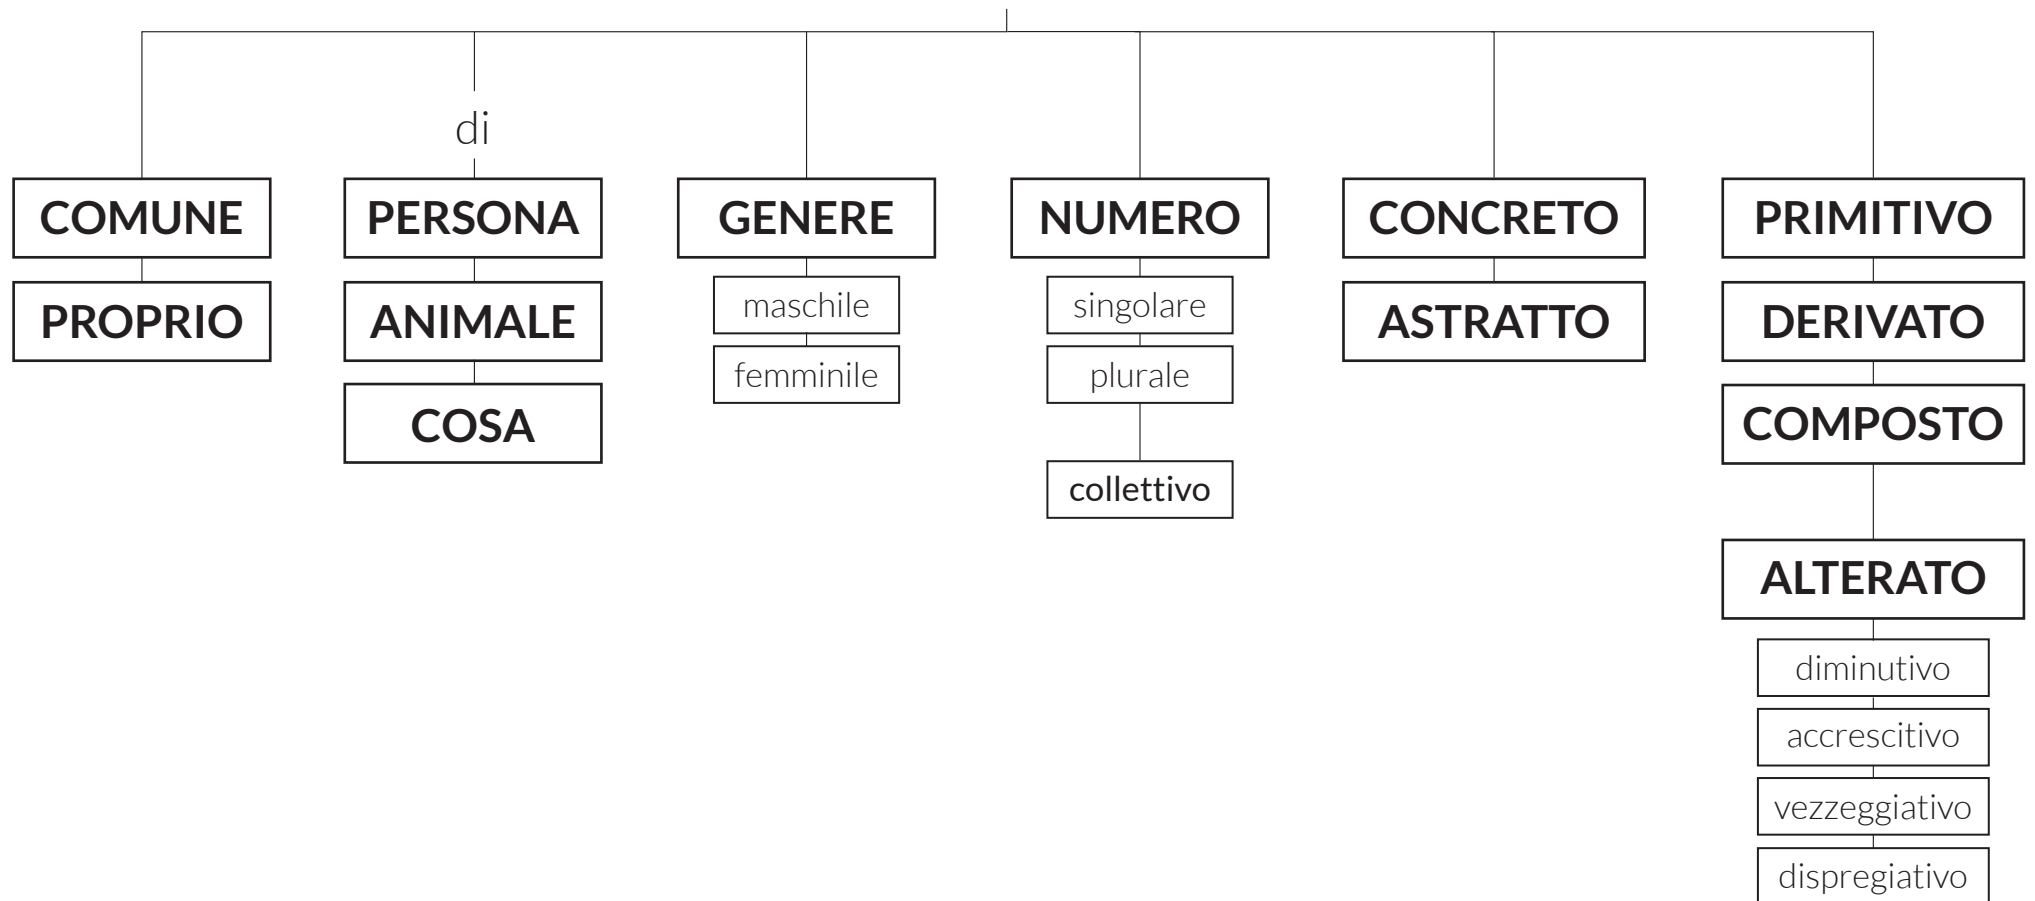 di
COMUNE
PROPRIO
PERSONA
ANIMALE
COSA
GENERE
maschile
femminile
NUMERO
singolare
plurale
collettivo
CONCRETO
ASTRATTO
PRIMITIVO
DERIVATO
COMPOSTO
ALTERATO
diminutivo
accrescitivo
vezzeggiativo
dispregiativo